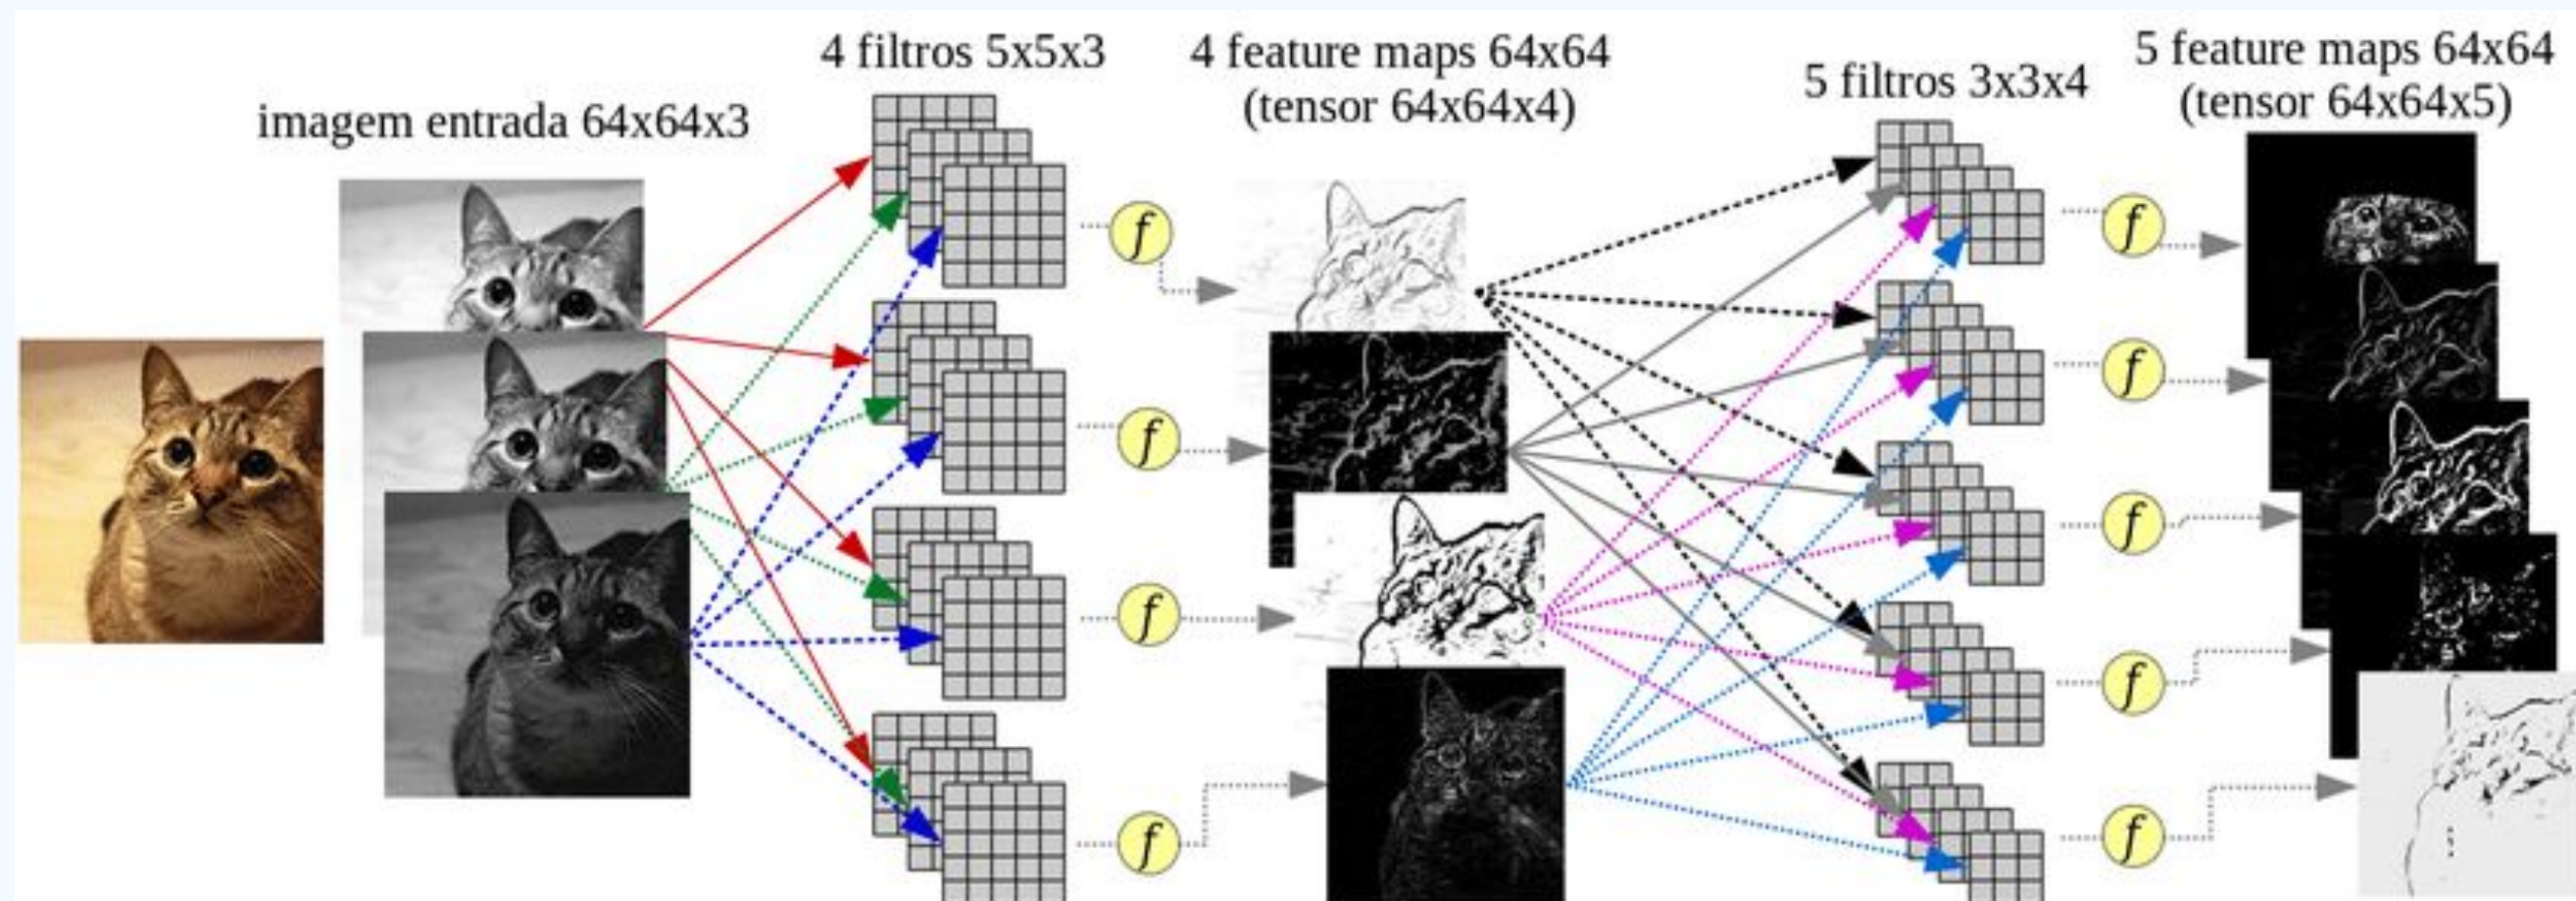 imagem entrada 64x64x3
4 filtros 5x5x3
4 feature maps 64x64
(tensor 64x64x4)
5 filtros 3x3x4
5 feature maps 64x64
(tensor 64x64x5)
f
f
f
f
f
f
f
f
f